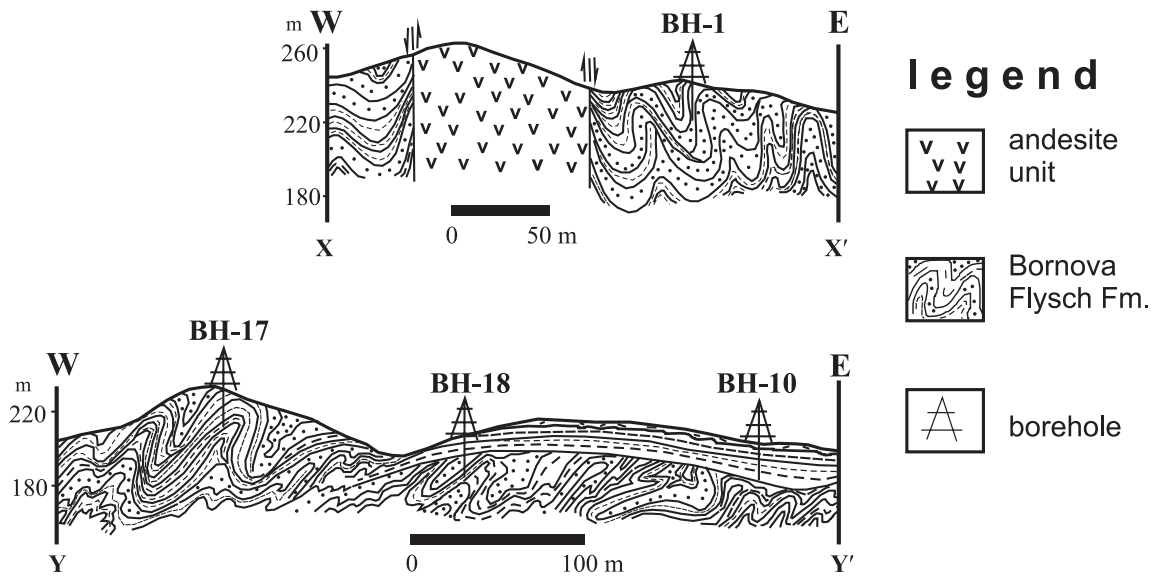 m W BH-1 E
260
220
180
X 0 50 m X′
legend
andesite
unit
Bornova
Flysch Fm.
borehole
BH-17
W BH-18 BH-10 E
m
220
180
Y 0 100 m Y′